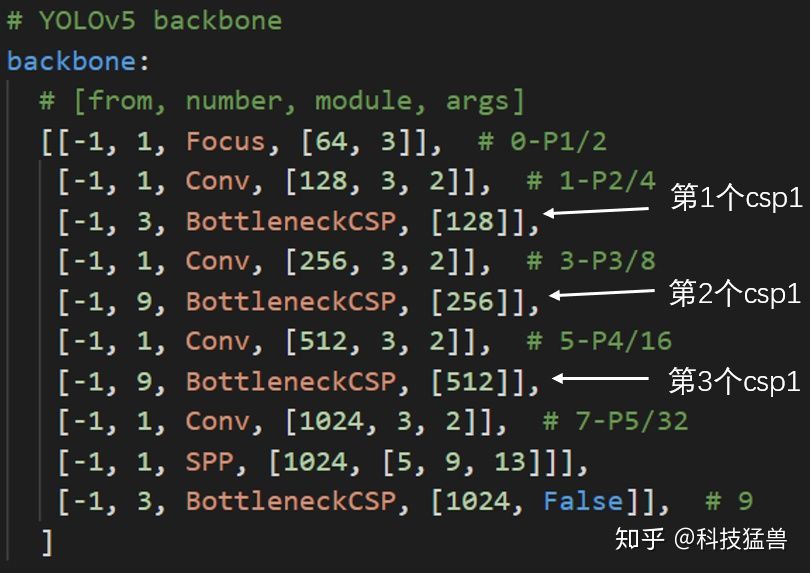 # YOLOv5 backbone
backbone:
# [from, number, module, args]
[[-1, 1, Focus, [64, 3]], # 0-P1/2
[-1, 1, Conv, [128, 3, 2]], # 1-P2/4
[-1, 3, BottleneckCSP, [128]], 第1个csp1
[-1, 1, Conv, [256, 3, 2]], # 3-P3/8
[-1, 9, BottleneckCSP, [256]], 第2个csp1
[-1, 1, Conv, [512, 3, 2]], # 5-P4/16
[-1, 9, BottleneckCSP, [512]], 第3个csp1
[-1, 1, Conv, [1024, 3, 2]], # 7-P5/32
[-1, 1, SPP, [1024, [5, 9, 13]]],
[-1, 3, BottleneckCSP, [1024, False]], # 9
]
知乎 @科技猛兽